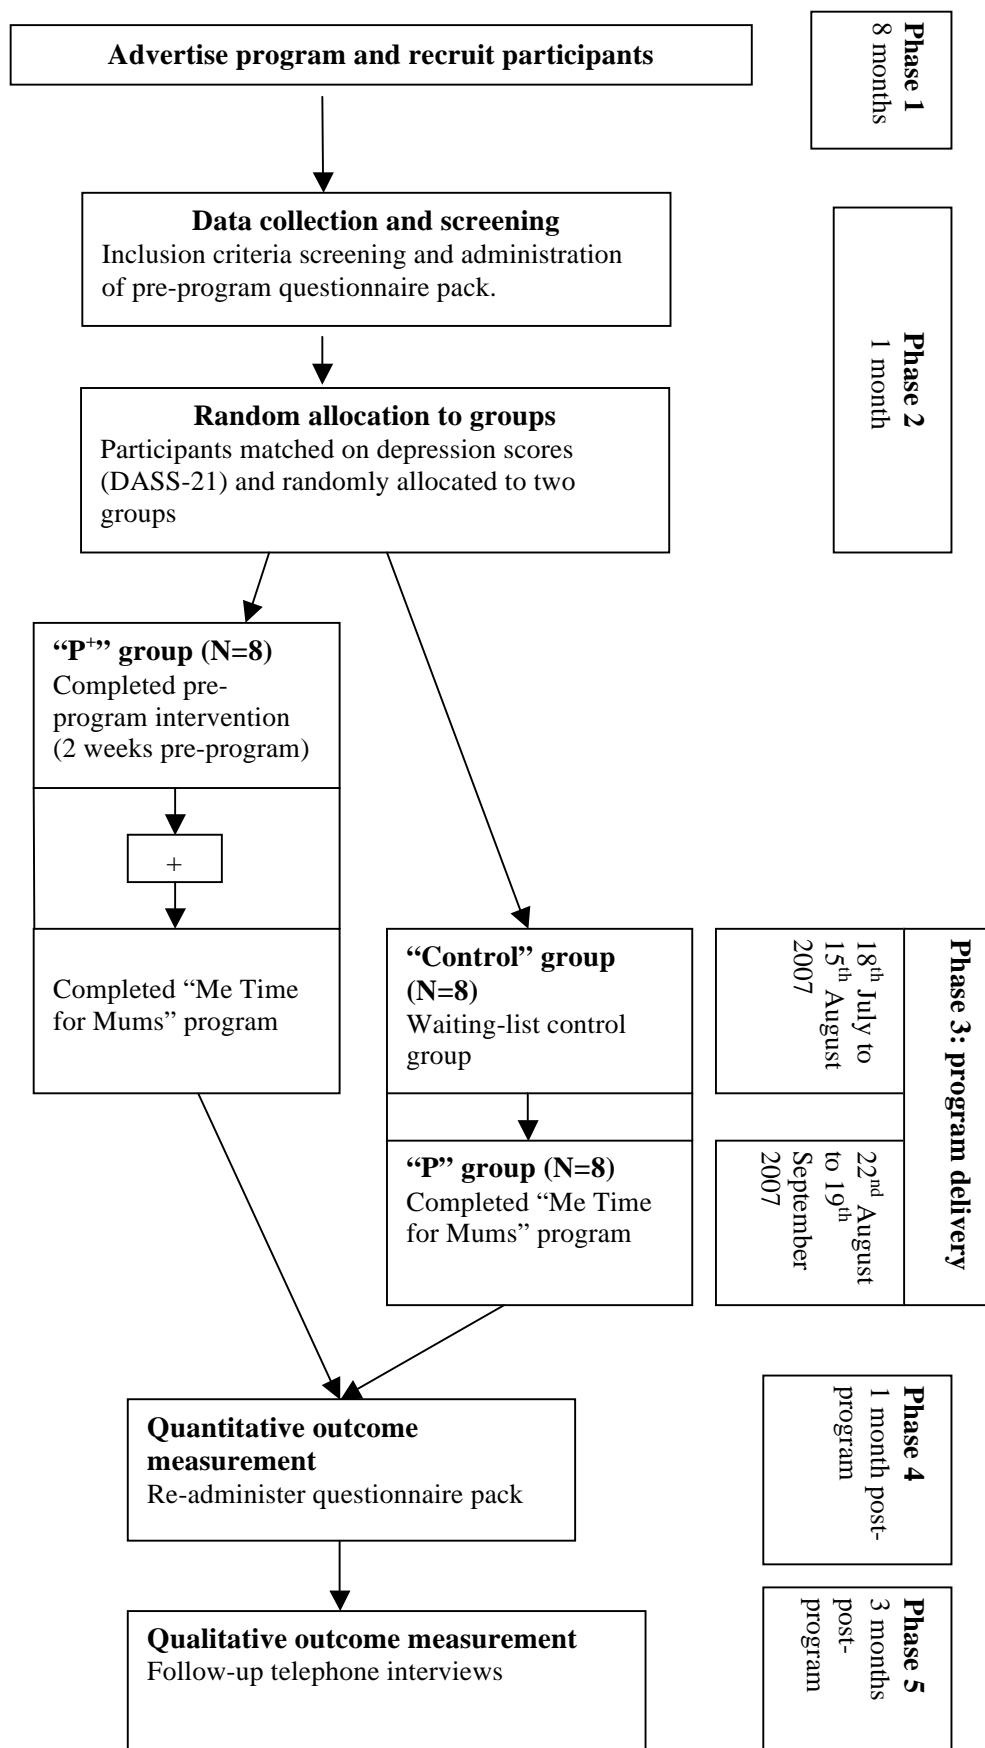 Advertise program and recruit participants
Phase 1
8 months
Data collection and screening
Inclusion criteria screening and administration
of pre-program questionnaire pack.
Phase 2
1 month
Random allocation to groups
Participants matched on depression scores
(DASS-21) and randomly allocated to two
groups
“P⁺” group (N=8)
Completed pre-
program intervention
(2 weeks pre-program)
+
Completed “Me Time
for Mums” program
“Control” group
(N=8)
Waiting-list control
group
“P” group (N=8)
Completed “Me Time
for Mums” program
Phase 3: program delivery
18th July to
15th August
2007
22nd August
to 19th
September
2007
Quantitative outcome
measurement
Re-administer questionnaire pack
Phase 4
1 month post-
program
Qualitative outcome measurement
Follow-up telephone interviews
Phase 5
3 months
post-
program